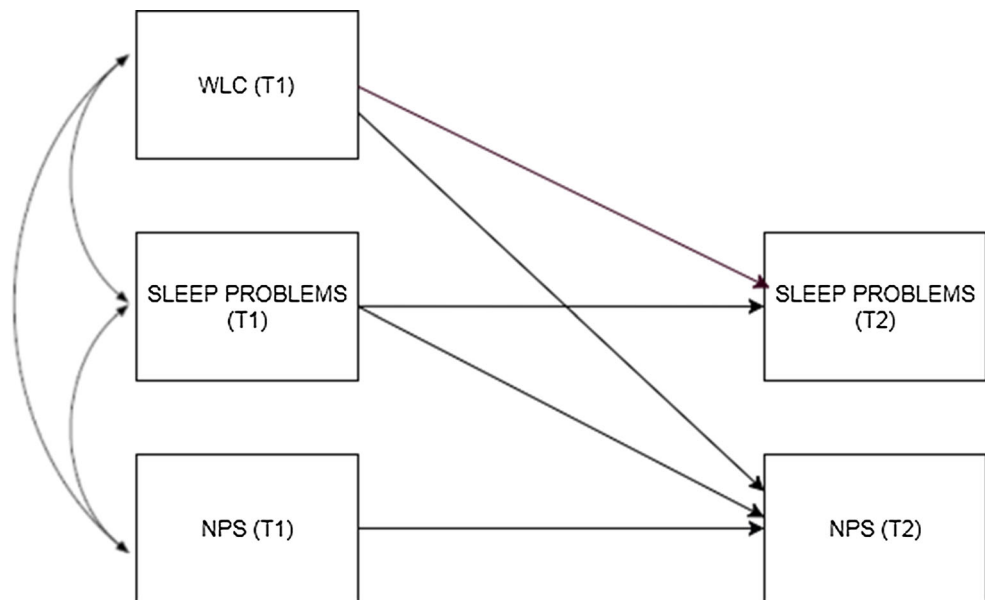 WLC (T1)
SLEEP PROBLEMS
(T1)
SLEEP PROBLEMS
(T2)
NPS (T1)
NPS (T2)